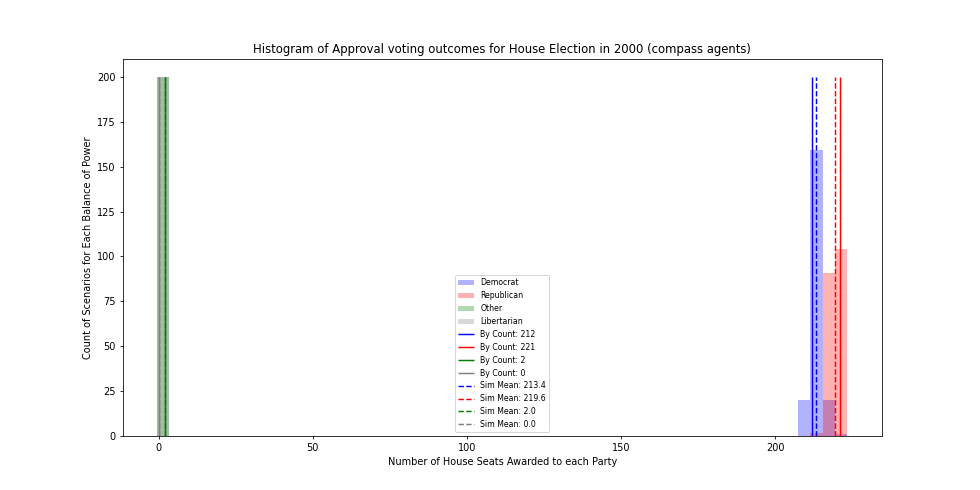 Histogram of Approval voting outcomes for House Election in 2000 (compass agents)
200
175
150
125
100
75
50
25
0
Count of Scenarios for Each Balance of Power
Democrat
Republican
Other
Libertarian
By Count: 212
By Count: 221
By Count: 2
By Count: 0
Sim Mean: 213.4
Sim Mean: 219.6
Sim Mean: 2.0
Sim Mean: 0.0
0 50 100 150 200
Number of House Seats Awarded to each Party